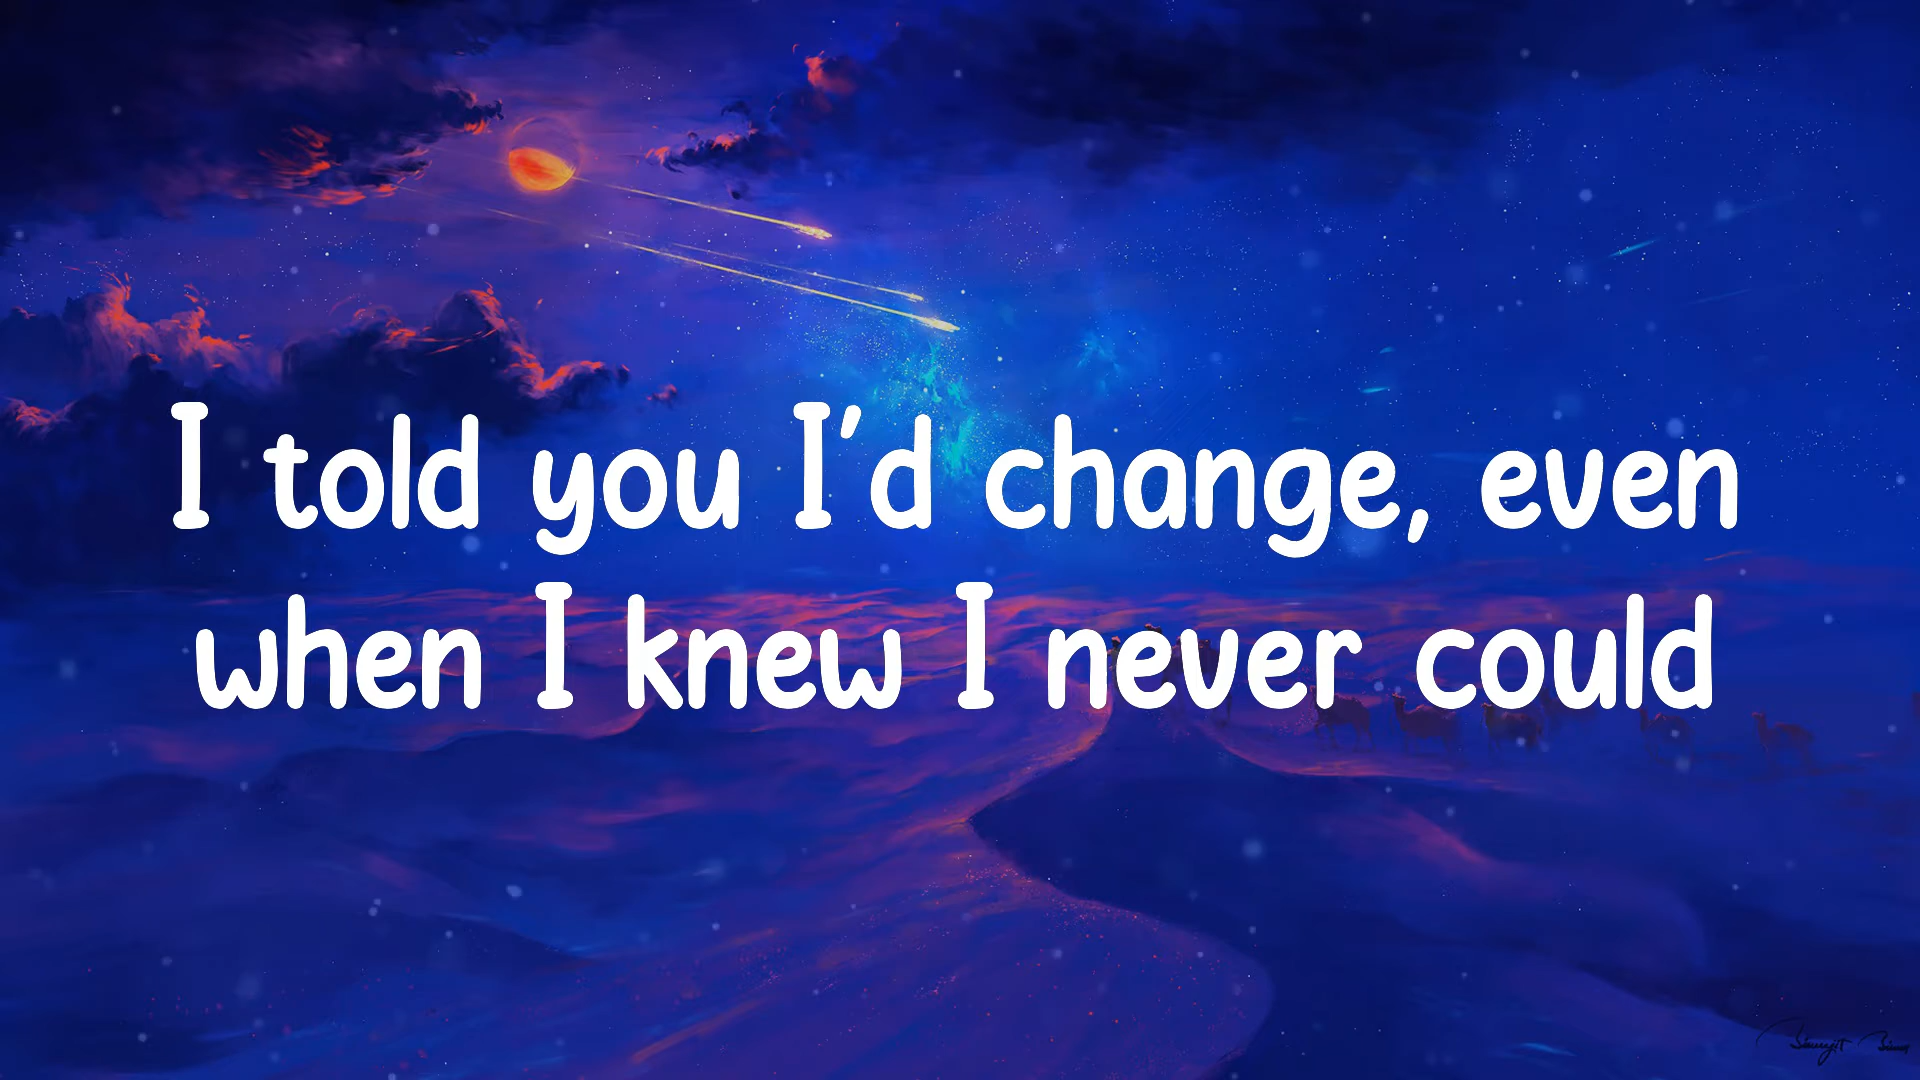 I told you I'd change, even
when I knew I never could